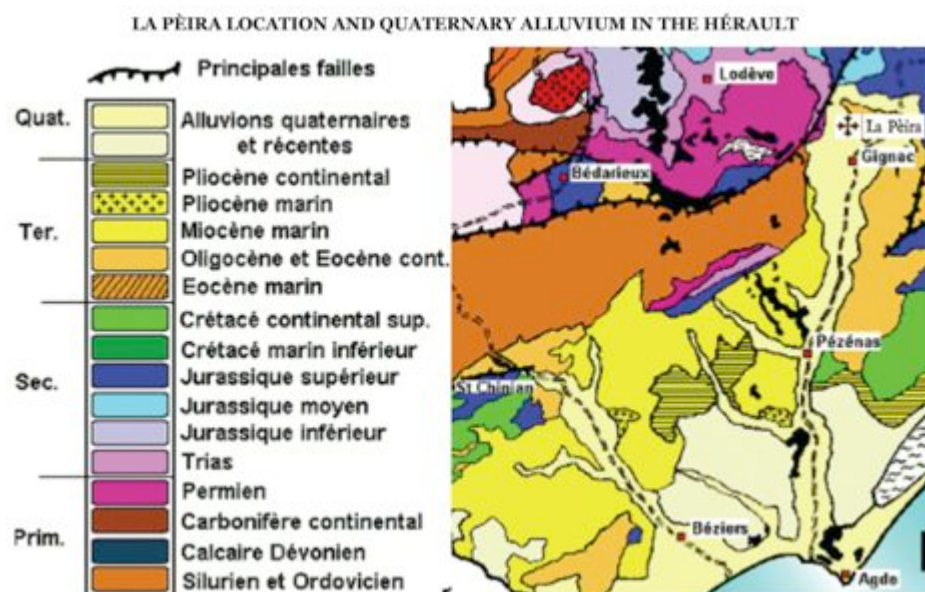 LA PÈIRA LOCATION AND QUATERNARY ALLUVIUM IN THE HÉRAULT
Principales failles
Quat.
Alluvions quaternaires
et récentes
Ter.
Pliocène continental
Pliocène marin
Miocène marin
Oligocène et Eocène cont.
Eocène marin
Sec.
Crétacé continental sup.
Crétacé marin inférieur
Jurassique supérieur
Jurassique moyen
Jurassique inférieur
Trias
Prim.
Permien
Carbonifère continental
Calcaire Dévonien
Silurien et Ordovicien
Lodève
La Pèira
Gignac
Bédarieux
Pézénas
St Chinian
Béziers
Agde